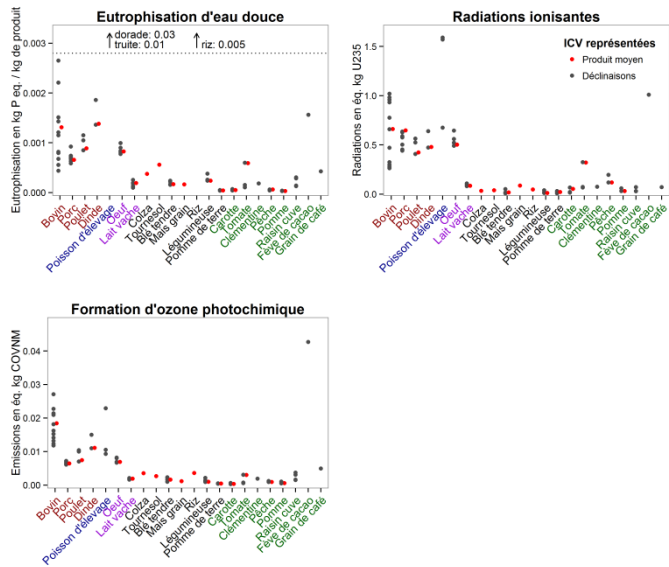 Eutrophisation d'eau douce
dorade: 0.03
truite: 0.01
riz: 0.005
Eutrophisation en kg P eq. / kg de produit
0.003
0.002
0.001
0.000
Bovin
Porc
Poulet
Dinde
Poisson d'élevage
Oeuf
Lait vache
Colza
Tournesol
Blé tendre
Maïs grain
Riz
Légumineuse
Pomme de terre
Carotte
Tomate
Clémentine
Pêche
Pomme
Raisin cuve
Fève de cacao
Grain de café
Radiations ionisantes
ICV représentées
Produit moyen
Déclinaisons
Radiations en éq. kg U235
1.5
1.0
0.5
0.0
Bovin
Porc
Poulet
Dinde
Poisson d'élevage
Oeuf
Lait vache
Colza
Tournesol
Blé tendre
Maïs grain
Riz
Légumineuse
Pomme de terre
Carotte
Tomate
Clémentine
Pêche
Pomme
Raisin cuve
Fève de cacao
Grain de café
Formation d'ozone photochimique
Emissions en éq. kg COVNM
0.04
0.03
0.02
0.01
0.00
Bovin
Porc
Poulet
Dinde
Poisson d'élevage
Oeuf
Lait vache
Colza
Tournesol
Blé tendre
Maïs grain
Riz
Légumineuse
Pomme de terre
Carotte
Tomate
Clémentine
Pêche
Pomme
Raisin cuve
Fève de cacao
Grain de café